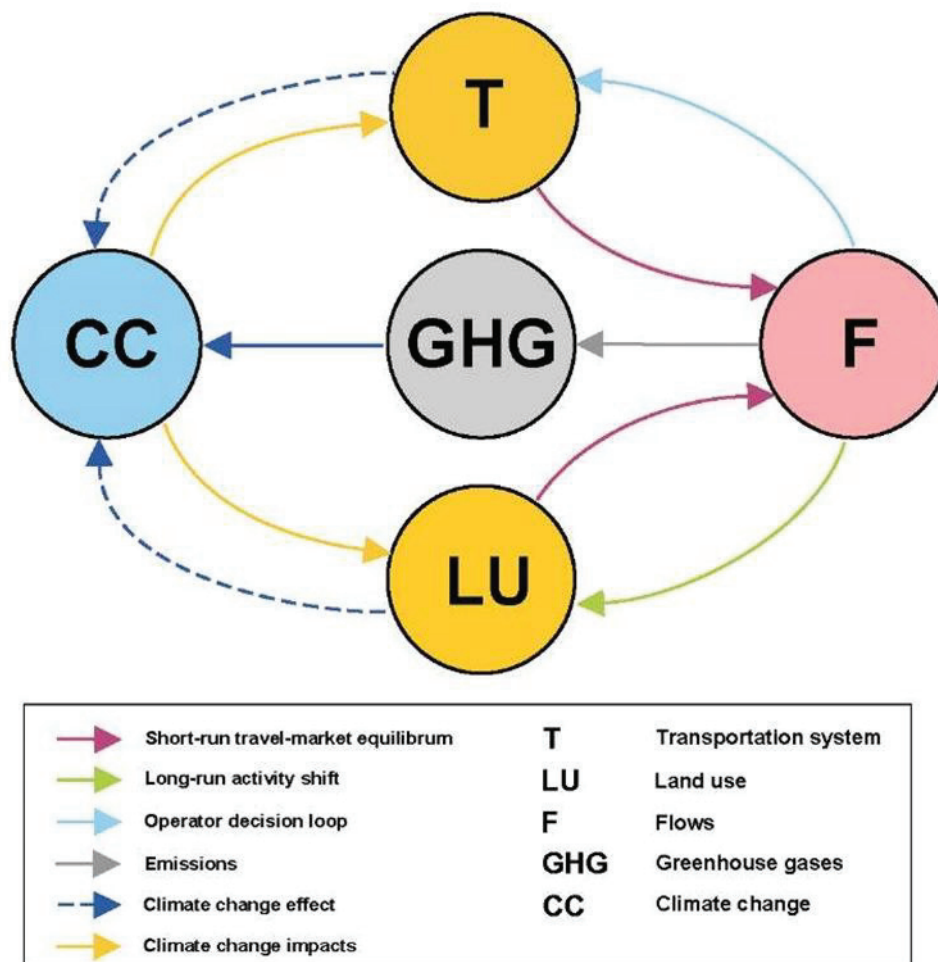 T
CC
GHG
F
LU
Short-run travel-market equilibrum T Transportation system
Long-run activity shift LU Land use
Operator decision loop F Flows
Emissions GHG Greenhouse gases
Climate change effect CC Climate change
Climate change impacts